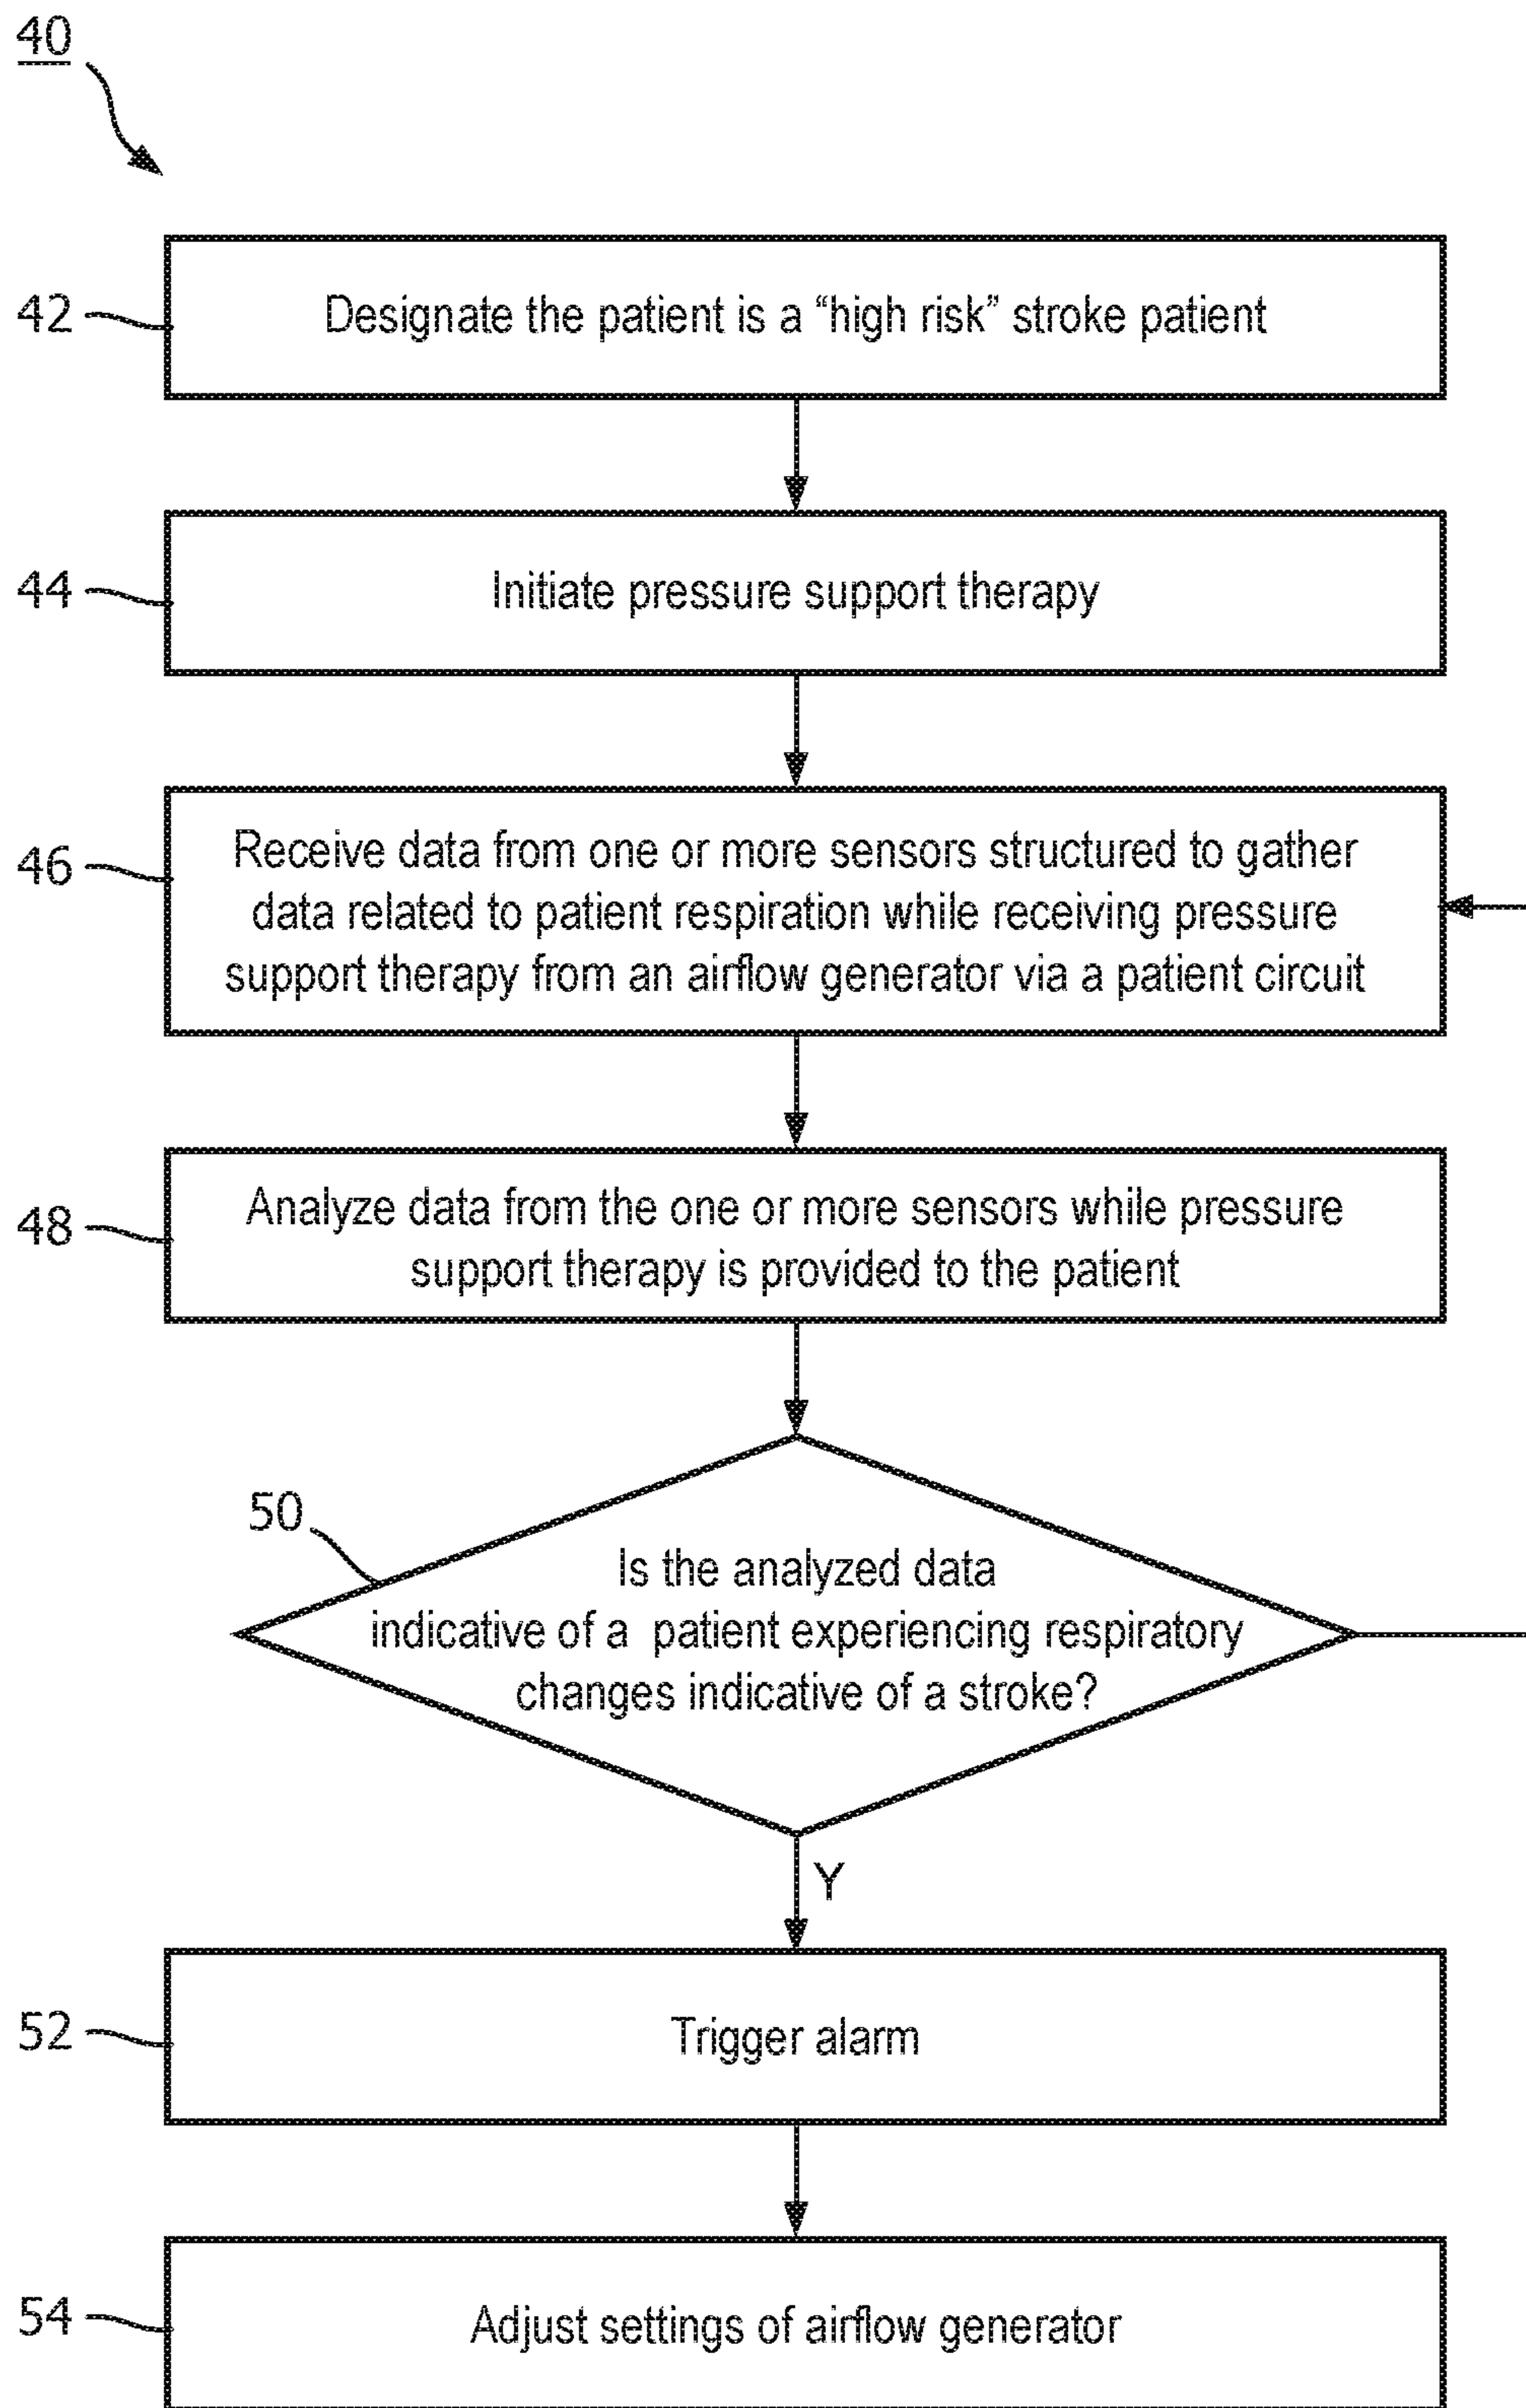 40
42
Designate the patient is a “high risk” stroke patient
44
Initiate pressure support therapy
46
Receive data from one or more sensors structured to gather
data related to patient respiration while receiving pressure
support therapy from an airflow generator via a patient circuit
48
Analyze data from the one or more sensors while pressure
support therapy is provided to the patient
50
Is the analyzed data
indicative of a patient experiencing respiratory
changes indicative of a stroke?
Y
52
Trigger alarm
54
Adjust settings of airflow generator